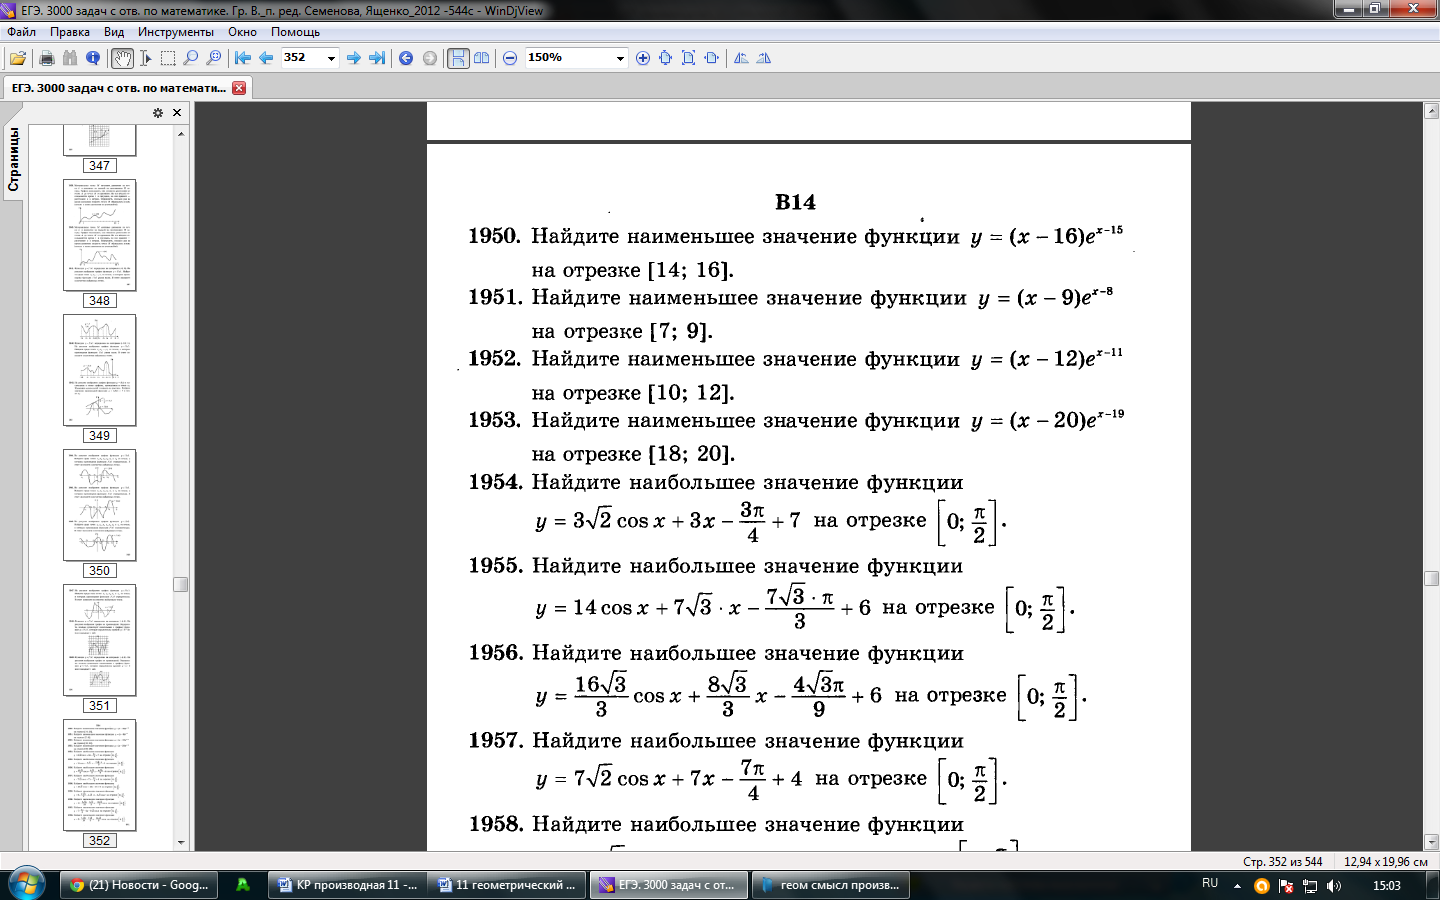 ЕГЭ. 3000 задач с отв. по математике. Гр. В._п. ред. Семенова, Ященко_2012 -544с - WinDjView
Файл Правка Вид Инструменты Окно Помощь
352 150%
ЕГЭ. 3000 задач с отв. по математи...
Страницы
347
348
349
350
351
352
B14
1950. Найдите наименьшее значение функции y = (x − 16)e^{x−15}
на отрезке [14; 16].
1951. Найдите наименьшее значение функции y = (x − 9)e^{x−8}
на отрезке [7; 9].
1952. Найдите наименьшее значение функции y = (x − 12)e^{x−11}
на отрезке [10; 12].
1953. Найдите наименьшее значение функции y = (x − 20)e^{x−19}
на отрезке [18; 20].
1954. Найдите наибольшее значение функции
y = 3√2 cos x + 3x − 3π/4 + 7 на отрезке [0; π/2].
1955. Найдите наибольшее значение функции
y = 14 cos x + 7√3 · x − 7√3 · π/3 + 6 на отрезке [0; π/2].
1956. Найдите наибольшее значение функции
y = 16√3/3 cos x + 8√3/3 x − 4√3π/9 + 6 на отрезке [0; π/2].
1957. Найдите наибольшее значение функции
y = 7√2 cos x + 7x − 7π/4 + 4 на отрезке [0; π/2].
1958. Найдите наибольшее значение функции
Стр. 352 из 544 12,94 x 19,96 см
(21) Новости - Goog... КР производная 11 -... 11 геометрический ... ЕГЭ. 3000 задач с от... геом смысл произв... RU 15:03